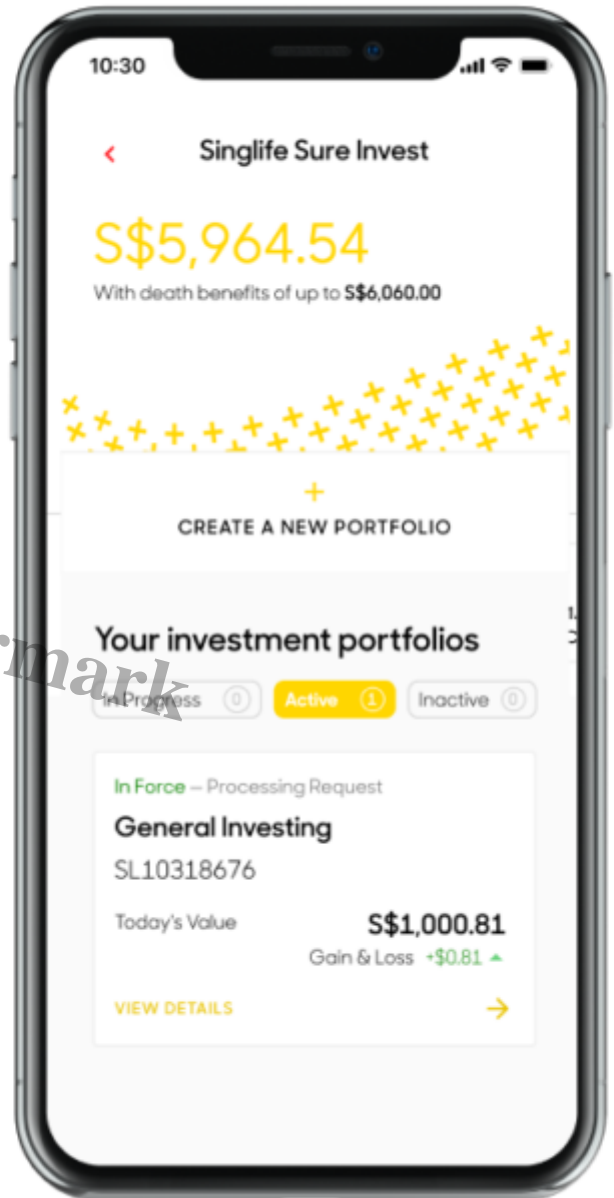 10:30
Singlife Sure Invest
S$5,964.54
With death benefits of up to S$6,060.00
CREATE A NEW PORTFOLIO
Your investment portfolios
In Progress 0 Active 1 Inactive 0
In Force – Processing Request
General Investing
SL10318676
Today's Value S$1,000.81
Gain & Loss +$0.81
VIEW DETAILS